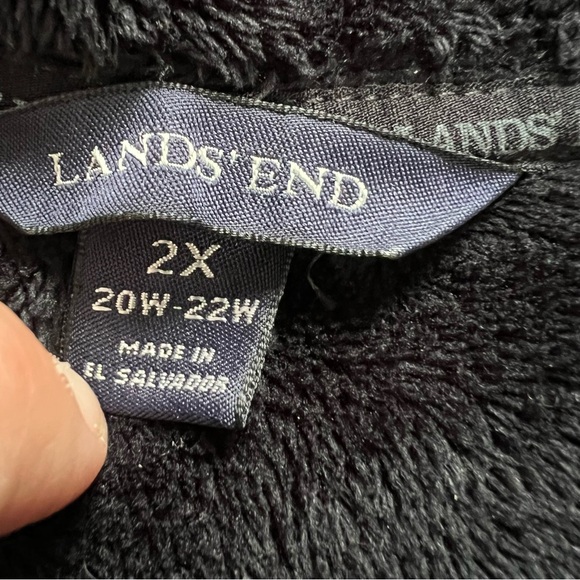 LANDS' END
LANDS'
2X
20W-22W
MADE IN
EL SALVADOR